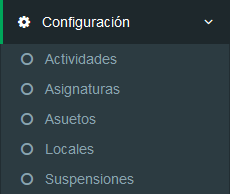 Configuración
Actividades
Asignaturas
Asuetos
Locales
Suspensiones